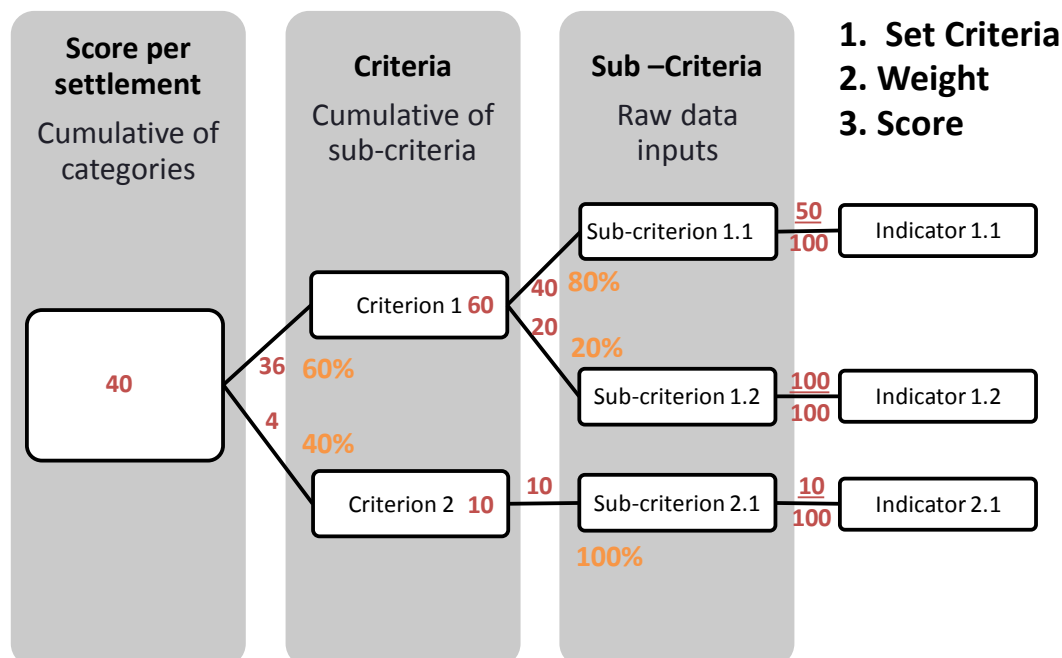 Score per
settlement
Cumulative of
categories
Criteria
Cumulative of
sub-criteria
Sub –Criteria
Raw data
inputs
1. Set Criteria
2. Weight
3. Score
40
36
60%
4
40%
Criterion 1 60
Criterion 2 10
40
80%
20
20%
10
Sub-criterion 1.1
Sub-criterion 1.2
Sub-criterion 2.1
100%
50
100
Indicator 1.1
100
100
Indicator 1.2
10
100
Indicator 2.1